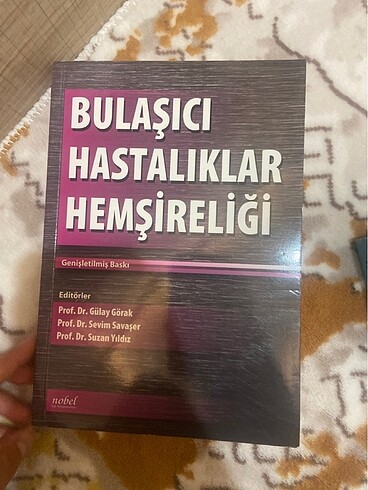 BULAŞICI
HASTALIKLAR
HEMŞİRELİĞİ
Genişletilmiş Baskı
Editörler
Prof. Dr. Gülay Görak
Prof. Dr. Sevim Savaşer
Prof. Dr. Suzan Yıldız
nobel